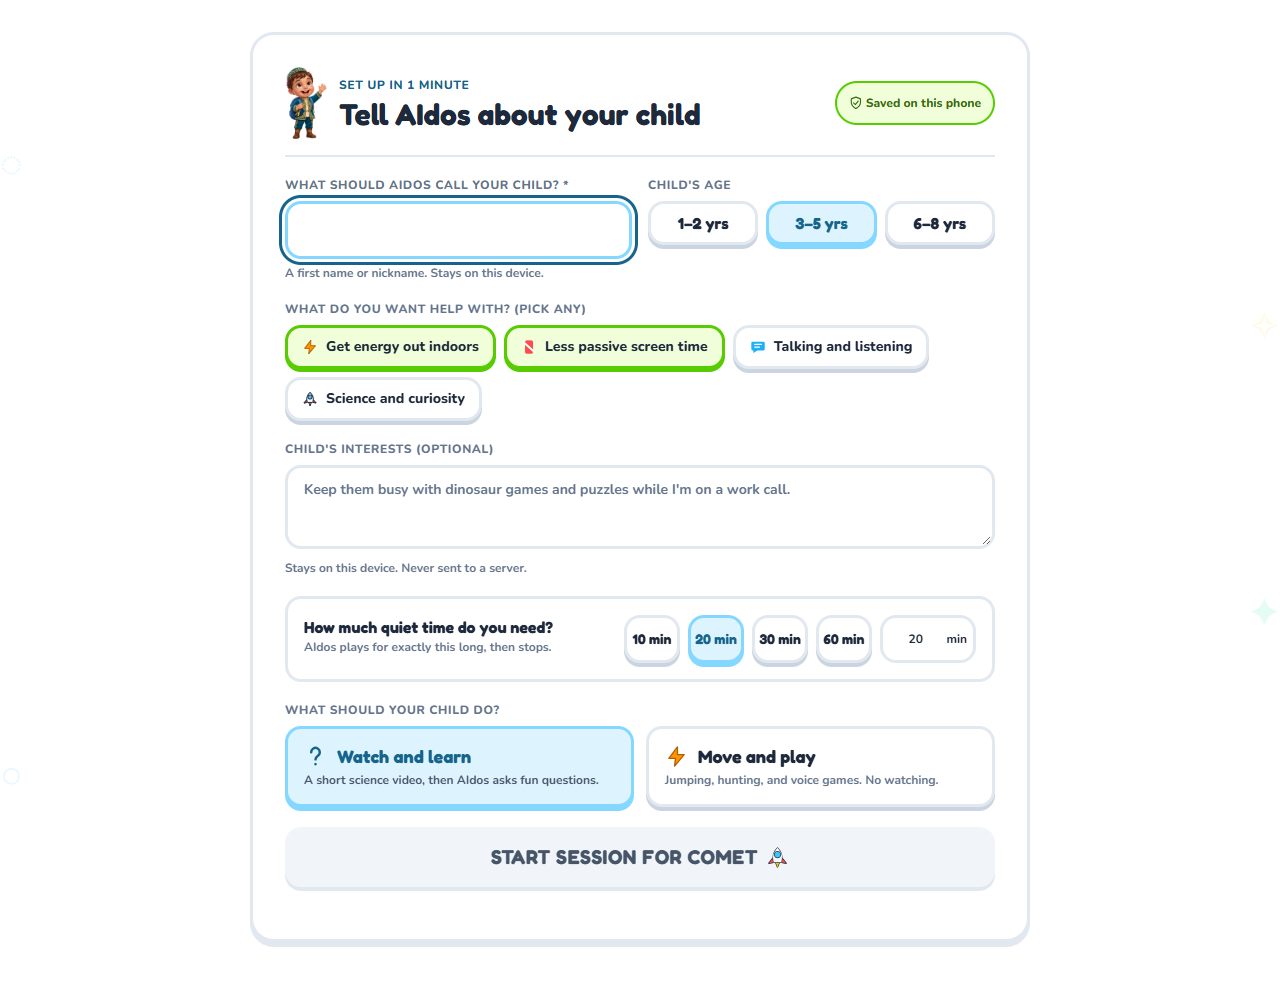 SET UP IN 1 MINUTE
Tell AIdos about your child
Saved on this phone
WHAT SHOULD AIDOS CALL YOUR CHILD? *
CHILD'S AGE
1–2 yrs
3–5 yrs
6–8 yrs
A first name or nickname. Stays on this device.
WHAT DO YOU WANT HELP WITH? (PICK ANY)
Get energy out indoors
Less passive screen time
Talking and listening
Science and curiosity
CHILD'S INTERESTS (OPTIONAL)
Keep them busy with dinosaur games and puzzles while I'm on a work call.
Stays on this device. Never sent to a server.
How much quiet time do you need?
AIdos plays for exactly this long, then stops.
10 min
20 min
30 min
60 min
20 min
WHAT SHOULD YOUR CHILD DO?
Watch and learn
A short science video, then AIdos asks fun questions.
Move and play
Jumping, hunting, and voice games. No watching.
START SESSION FOR COMET